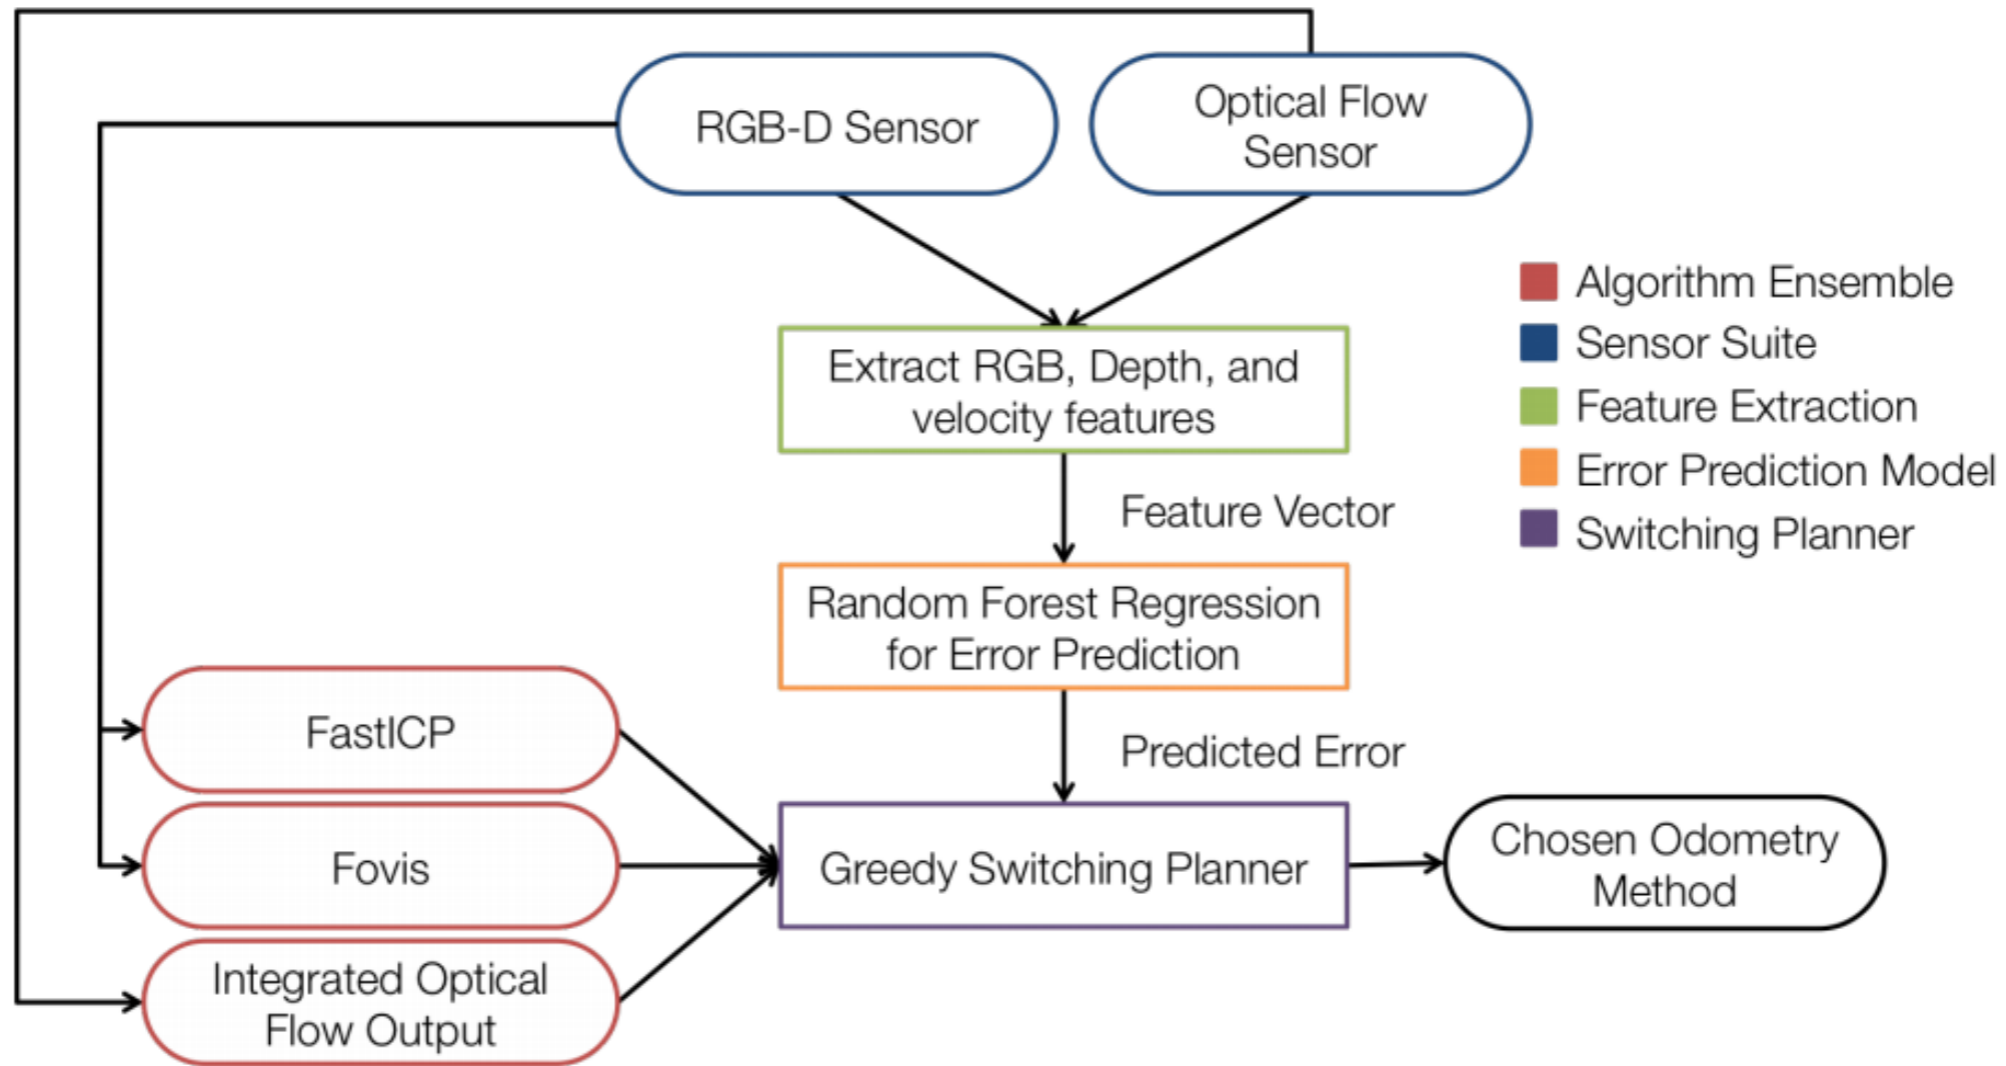 RGB-D Sensor
Optical Flow
Sensor
Extract RGB, Depth, and
velocity features
Algorithm Ensemble
Sensor Suite
Feature Extraction
Error Prediction Model
Switching Planner
Feature Vector
Random Forest Regression
for Error Prediction
Predicted Error
FastICP
Fovis
Integrated Optical
Flow Output
Greedy Switching Planner
Chosen Odometry
Method